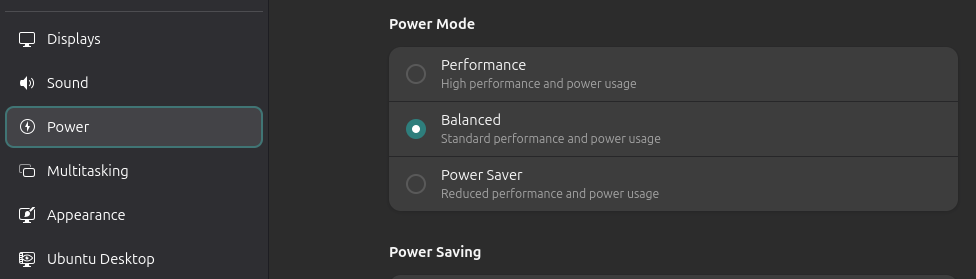 Displays
Sound
Power
Multitasking
Appearance
Ubuntu Desktop
Power Mode
Performance
High performance and power usage
Balanced
Standard performance and power usage
Power Saver
Reduced performance and power usage
Power Saving